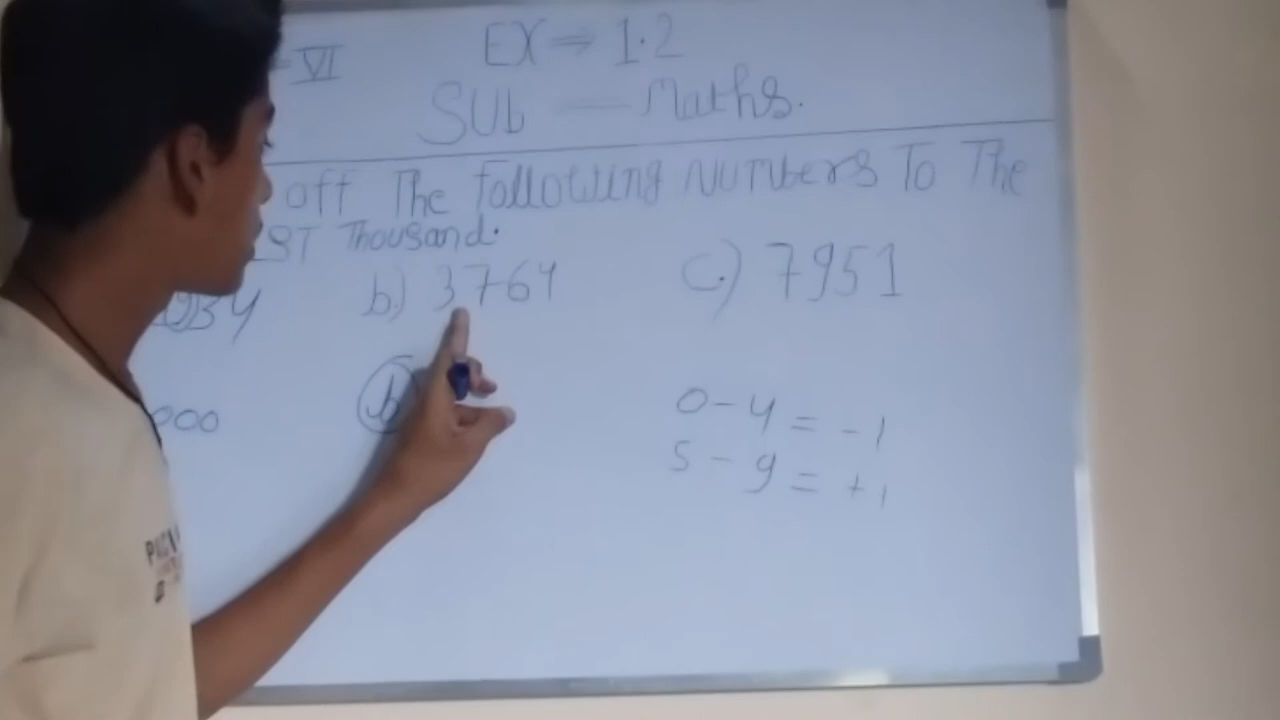 VI EX ⇒ 1.2
SUb — Maths.
off The following Numbers To The
ST Thousand.
34 b.) 3764 c.) 7951
000 b
0-4 = -1
5-9 = +1